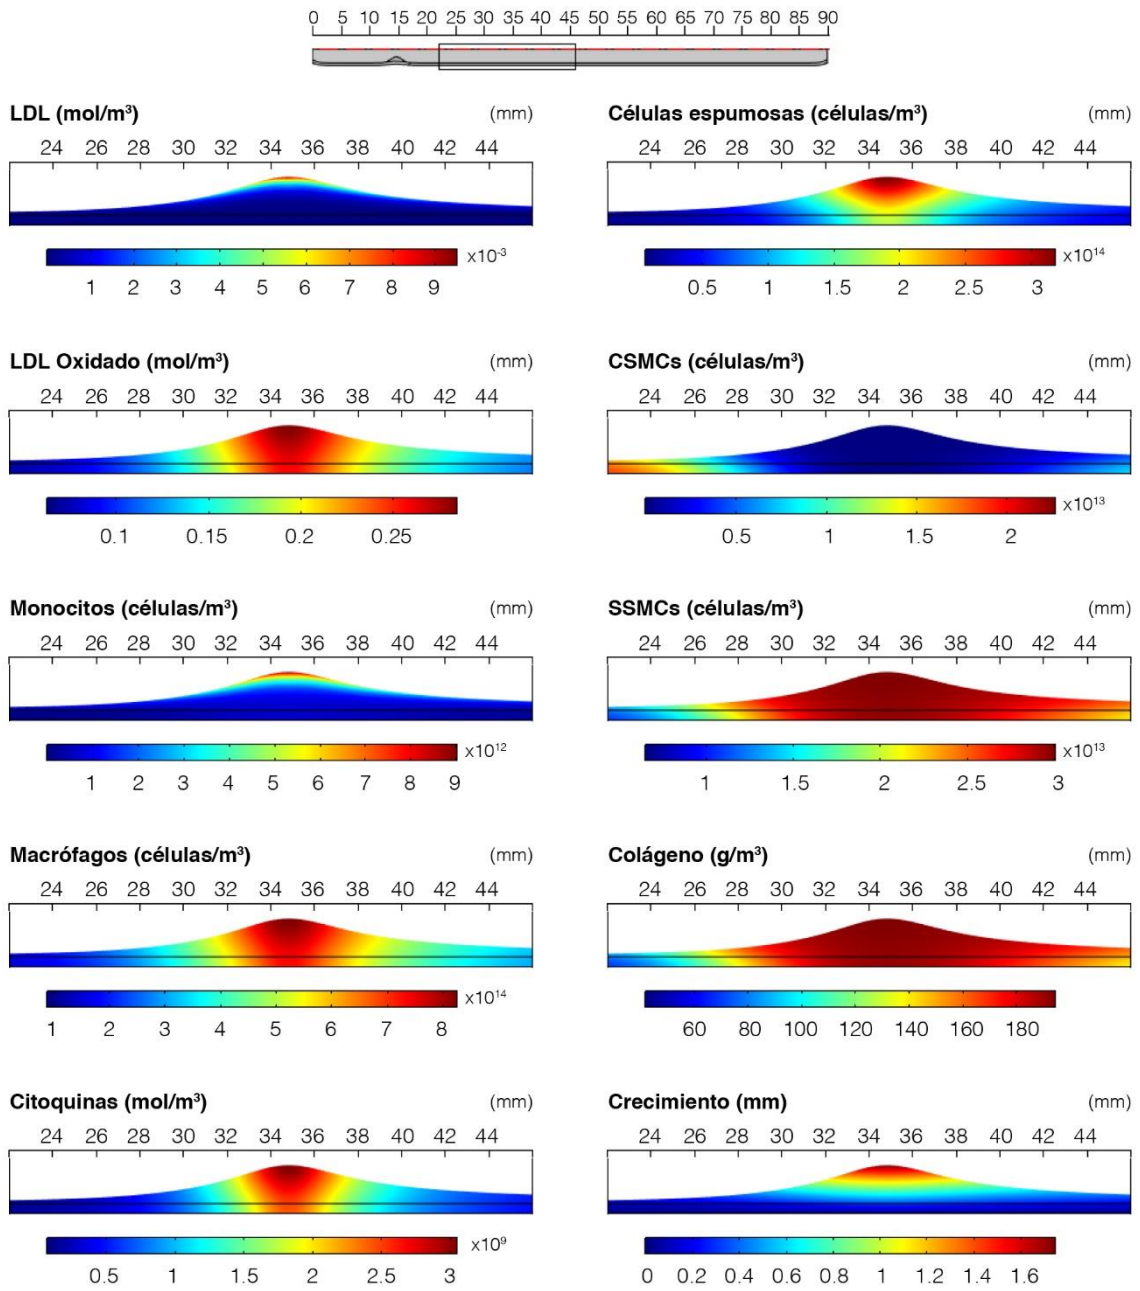 0 5 10 15 20 25 30 35 40 45 50 55 60 65 70 75 80 85 90
LDL (mol/m³) (mm)
24 26 28 30 32 34 36 38 40 42 44
x10⁻³
1 2 3 4 5 6 7 8 9
Células espumosas (células/m³) (mm)
24 26 28 30 32 34 36 38 40 42 44
x10¹⁴
0.5 1 1.5 2 2.5 3
LDL Oxidado (mol/m³) (mm)
24 26 28 30 32 34 36 38 40 42 44
0.1 0.15 0.2 0.25
CSMCs (células/m³) (mm)
24 26 28 30 32 34 36 38 40 42 44
x10¹³
0.5 1 1.5 2
Monocitos (células/m³) (mm)
24 26 28 30 32 34 36 38 40 42 44
x10¹²
1 2 3 4 5 6 7 8 9
SSMCs (células/m³) (mm)
24 26 28 30 32 34 36 38 40 42 44
x10¹³
1 1.5 2 2.5 3
Macrófagos (células/m³) (mm)
24 26 28 30 32 34 36 38 40 42 44
x10¹⁴
1 2 3 4 5 6 7 8
Colágeno (g/m³) (mm)
24 26 28 30 32 34 36 38 40 42 44
60 80 100 120 140 160 180
Citoquinas (mol/m³) (mm)
24 26 28 30 32 34 36 38 40 42 44
x10⁹
0.5 1 1.5 2 2.5 3
Crecimiento (mm) (mm)
24 26 28 30 32 34 36 38 40 42 44
0 0.2 0.4 0.6 0.8 1 1.2 1.4 1.6